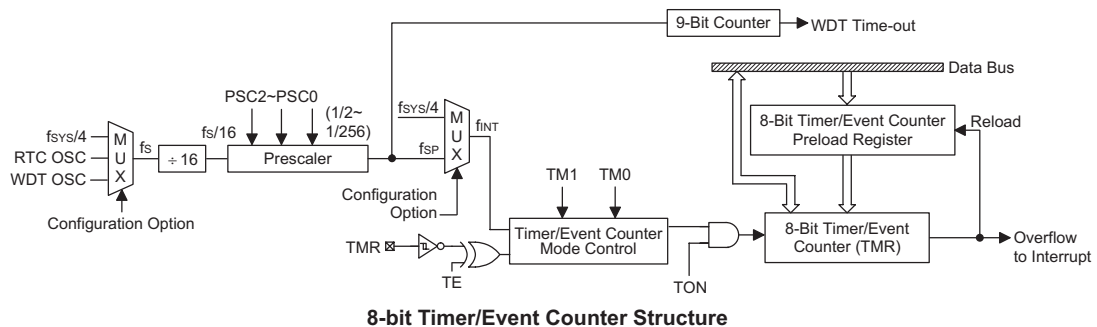 9-Bit Counter
WDT Time-out
Data Bus
PSC2~PSC0
(1/2~
1/256)
fSYS/4
RTC OSC
WDT OSC
M
U
X
fS
÷ 16
fS/16
Prescaler
Configuration Option
fSYS/4
fSP
M
U
X
fINT
Configuration
Option
8-Bit Timer/Event Counter
Preload Register
Reload
TM1
TM0
TMR
TE
Timer/Event Counter
Mode Control
TON
8-Bit Timer/Event
Counter (TMR)
Overflow
to Interrupt
8-bit Timer/Event Counter Structure